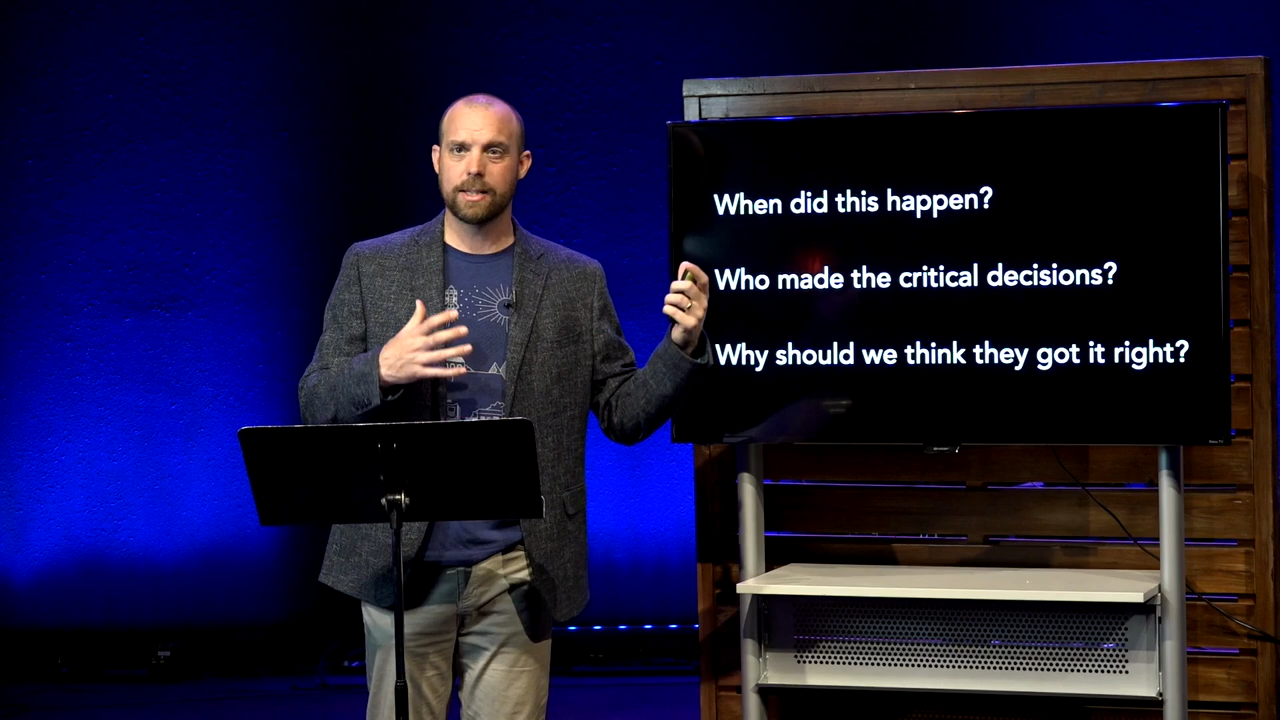 When did this happen?
Who made the critical decisions?
Why should we think they got it right?